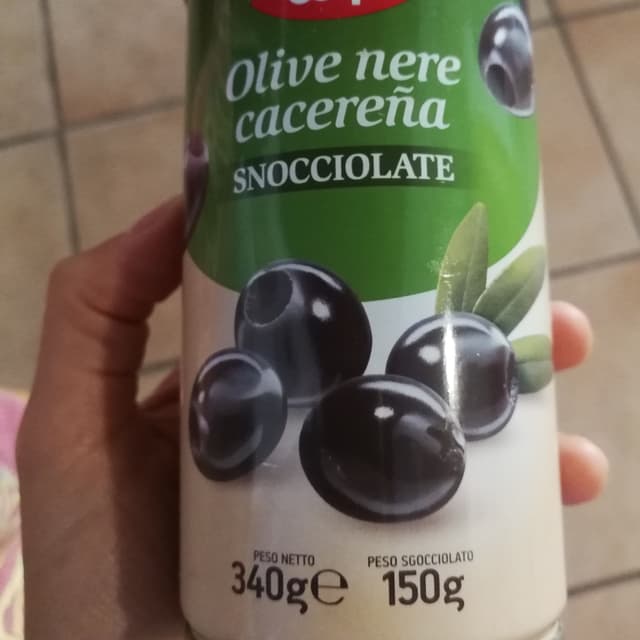 Olive nere
cacereña
SNOCCIOLATE
PESO NETTO
340g℮
PESO SGOCCIOLATO
150g